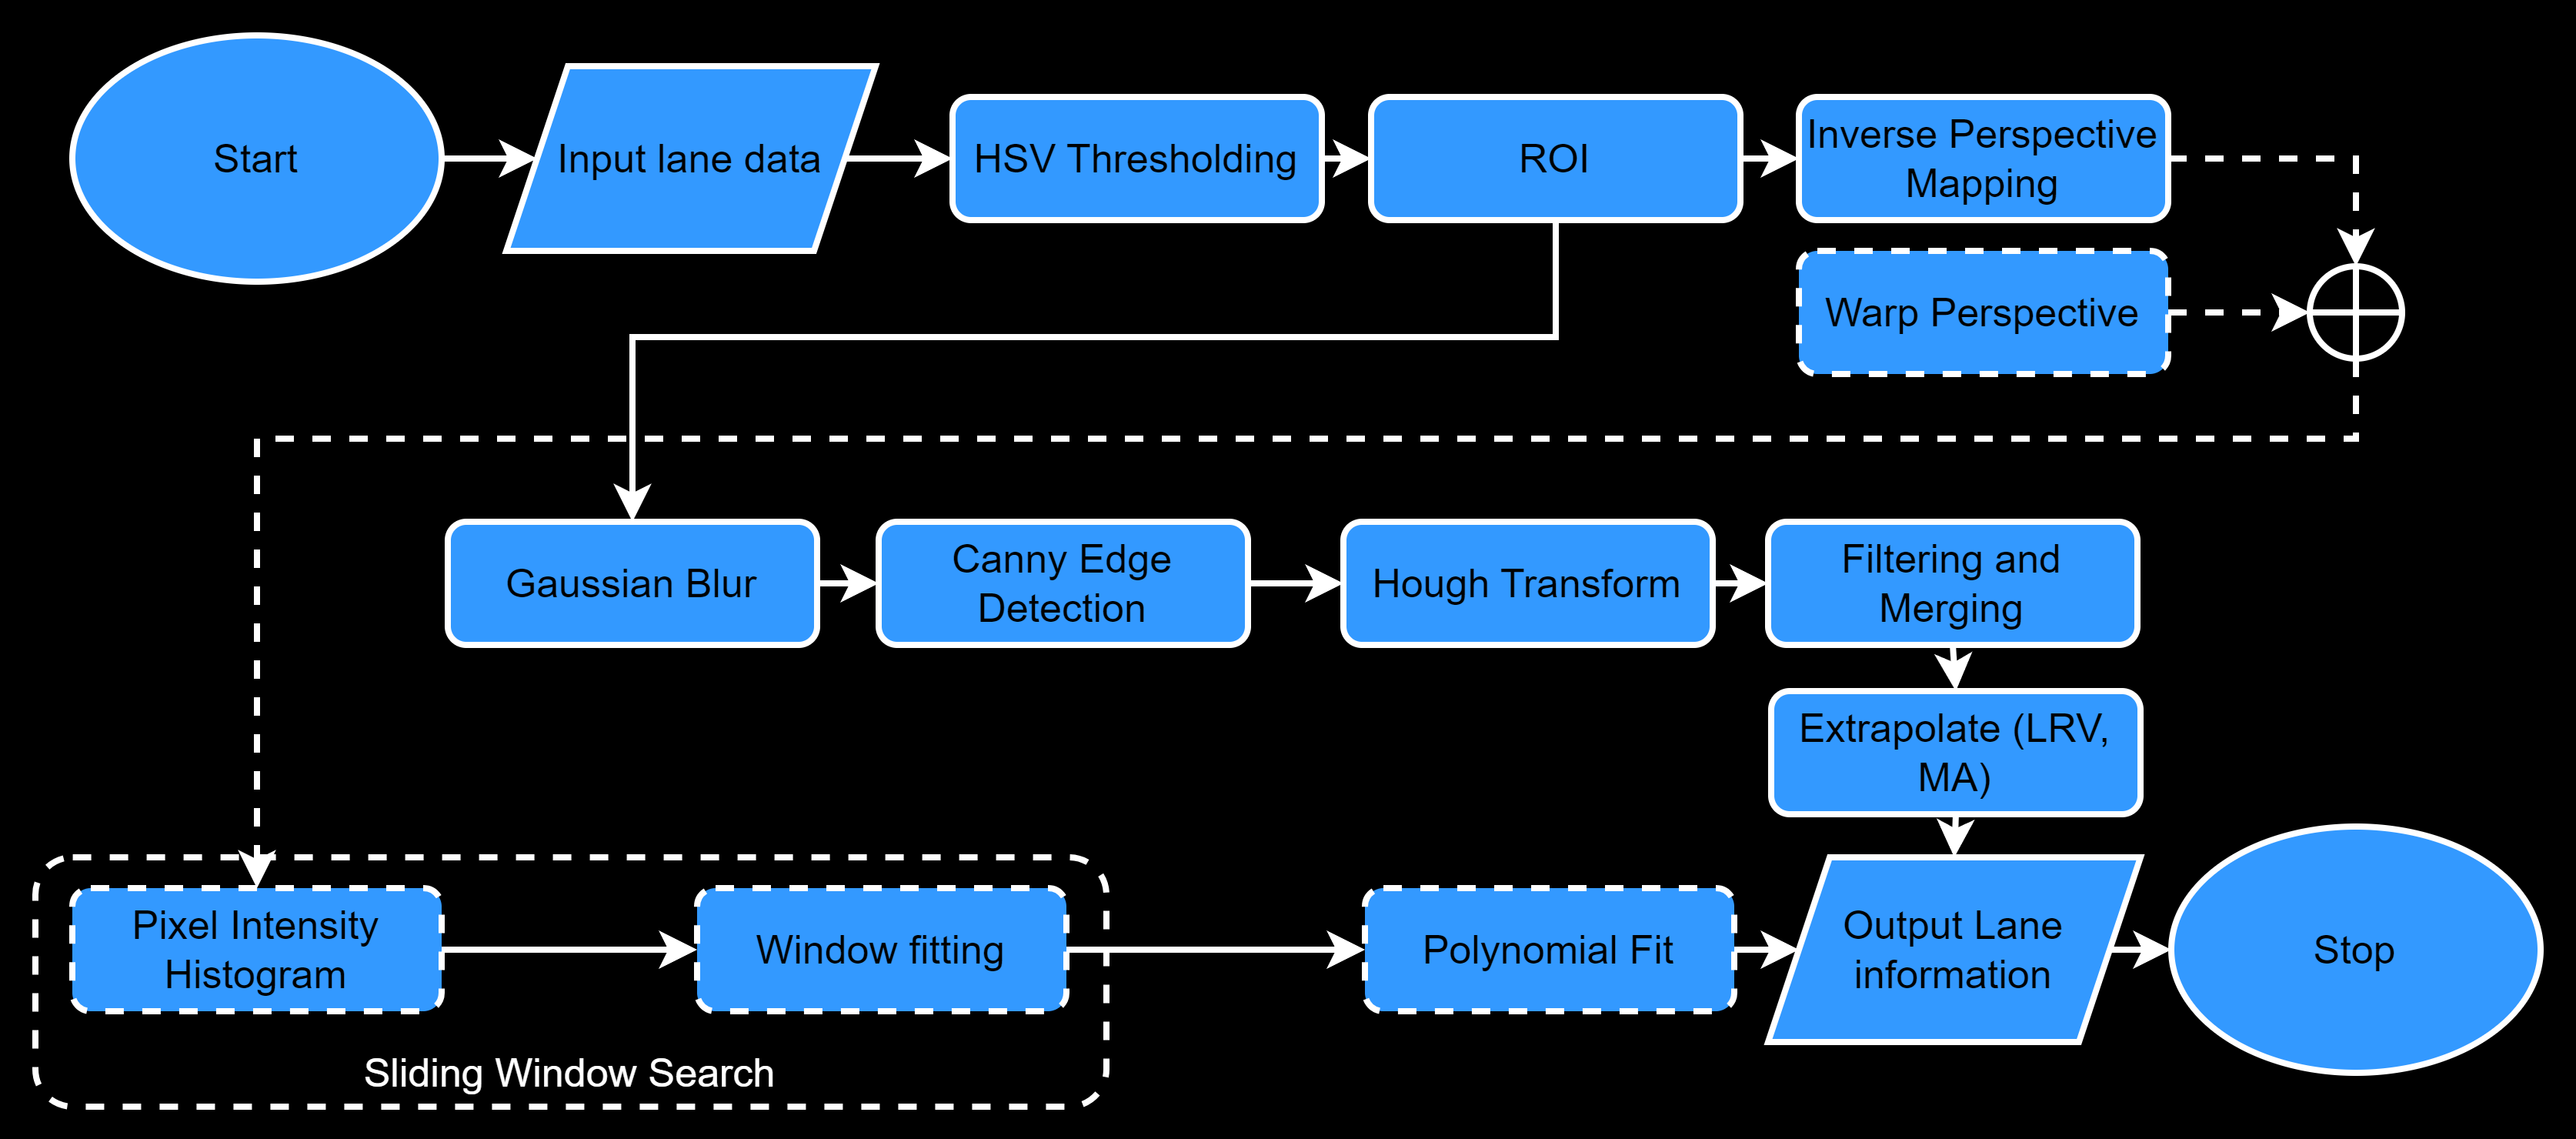 Start
Input lane data
HSV Thresholding
ROI
Inverse Perspective
Mapping
Warp Perspective
Gaussian Blur
Canny Edge
Detection
Hough Transform
Filtering and
Merging
Extrapolate (LRV,
MA)
Pixel Intensity
Histogram
Window fitting
Sliding Window Search
Polynomial Fit
Output Lane
information
Stop